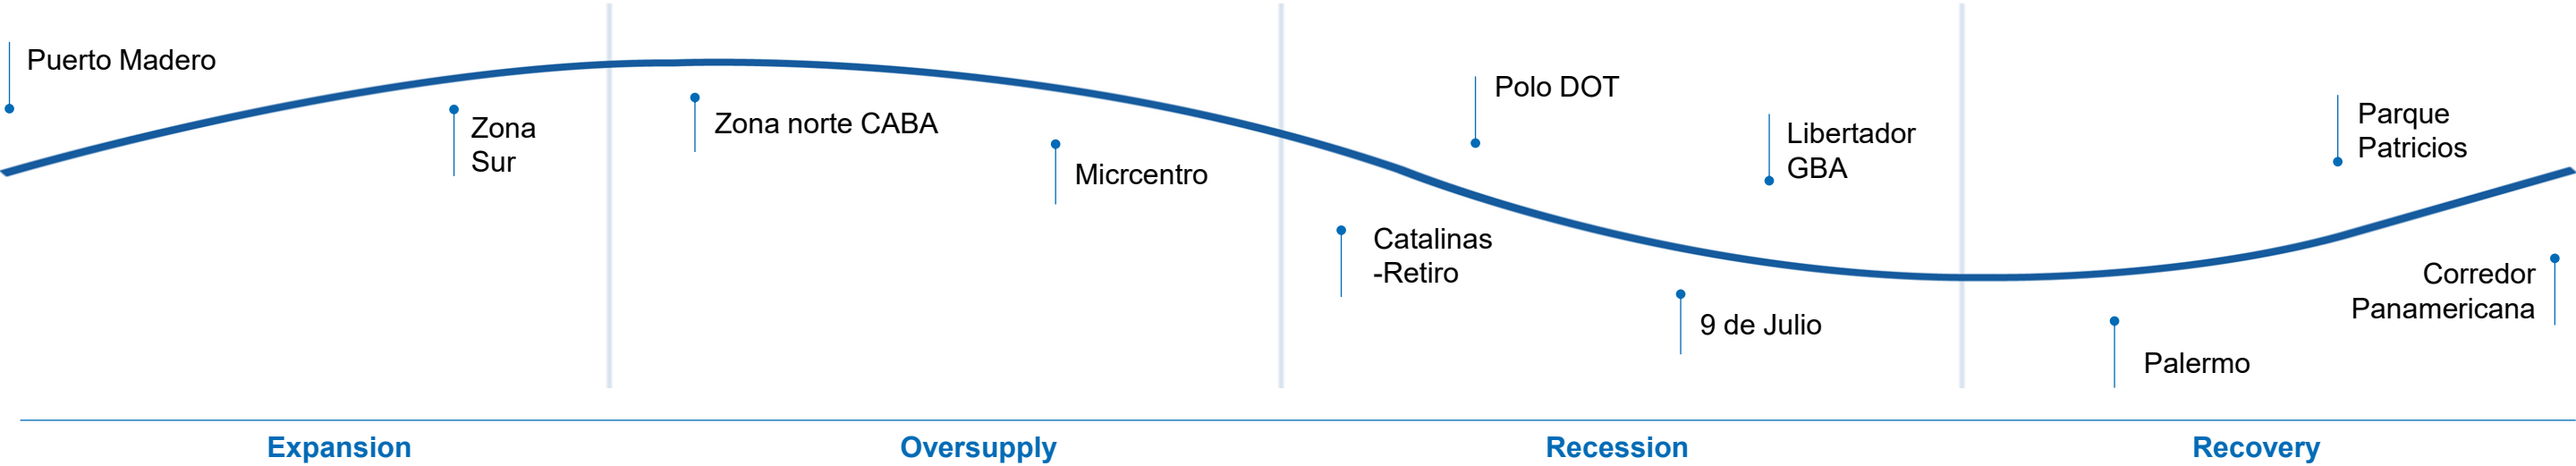 Puerto Madero
Zona
Sur
Zona norte CABA
Micrcentro
Polo DOT
Catalinas
-Retiro
Libertador
GBA
9 de Julio
Parque
Patricios
Corredor
Panamericana
Palermo
Expansion
Oversupply
Recession
Recovery